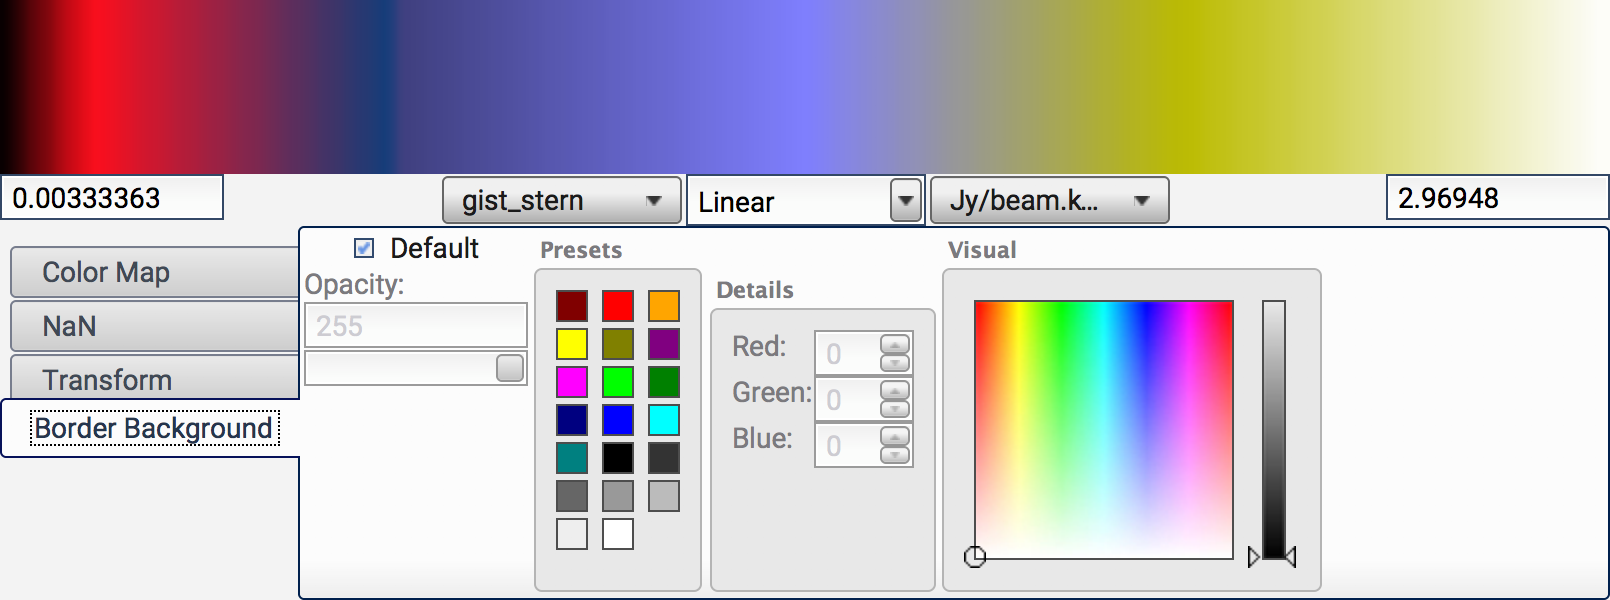 0.00333363
gist_stern
Linear
Jy/beam.k...
2.96948
Color Map
NaN
Transform
Border Background
Default
Opacity:
255
Presets
Details
Red:
0
Green:
0
Blue:
0
Visual